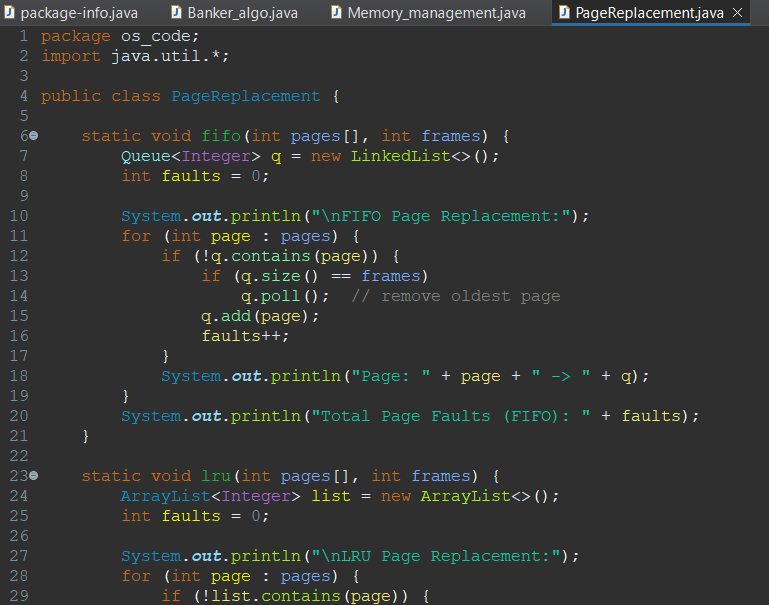 package-info.java Banker_algo.java Memory_management.java PageReplacement.java
1 package os_code;
2 import java.util.*;
3
4 public class PageReplacement {
5
6     static void fifo(int pages[], int frames) {
7         Queue<Integer> q = new LinkedList<>();
8         int faults = 0;
9
10         System.out.println("\nFIFO Page Replacement:");
11         for (int page : pages) {
12             if (!q.contains(page)) {
13                 if (q.size() == frames)
14                     q.poll();  // remove oldest page
15                 q.add(page);
16                 faults++;
17             }
18             System.out.println("Page: " + page + " -> " + q);
19         }
20         System.out.println("Total Page Faults (FIFO): " + faults);
21     }
22
23     static void lru(int pages[], int frames) {
24         ArrayList<Integer> list = new ArrayList<>();
25         int faults = 0;
26
27         System.out.println("\nLRU Page Replacement:");
28         for (int page : pages) {
29             if (!list.contains(page)) {